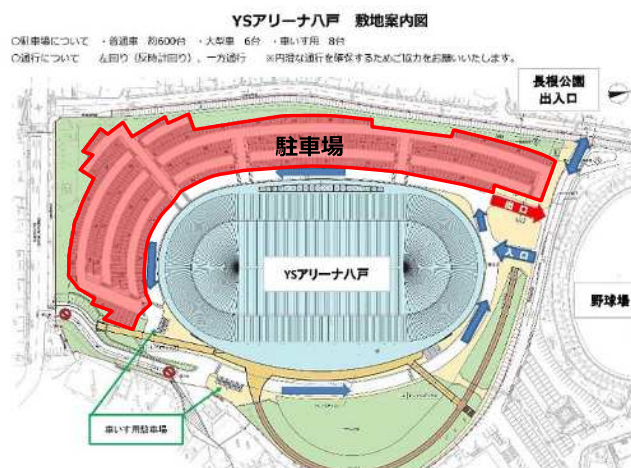 YSアリーナ八戸 敷地案内図
○駐車場について ・普通車 約600台 ・大型車 6台 ・車いす用 8台
○通行について 左回り（反時計回り）、一方通行 ※円滑な通行を確保するためご協力をお願いいたします。
長根公園
出入口
駐車場
出口
入口
YSアリーナ八戸
野球場
車いす用駐車場